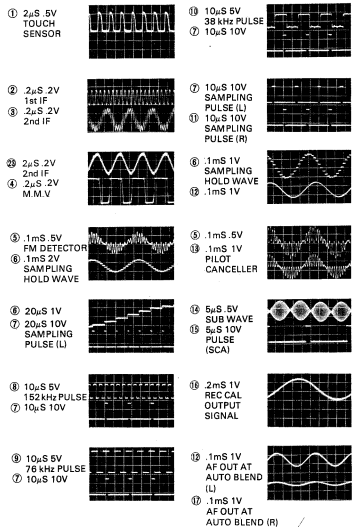 ① 2µS .5V
TOUCH
SENSOR
② .2µS .2V
1st IF
③ .2µS .2V
2nd IF
㉕ 2µS .2V
2nd IF
④ .2µS .2V
M.M.V
⑤ .1mS .5V
FM DETECTOR
⑥ .1mS 2V
SAMPLING
HOLD WAVE
⑥ 20µS 1V
⑦ 20µS 10V
SAMPLING
PULSE (L)
⑧ 10µS 5V
152kHz PULSE
⑦ 10µS 10V
⑨ 10µS 5V
76 kHz PULSE
⑦ 10µS 10V
⑩ 10µS 5V
38 kHz PULSE
⑦ 10µS 10V
⑦ 10µS 10V
SAMPLING
PULSE (L)
⑪ 10µS 10V
SAMPLING
PULSE (R)
⑥ .1mS 1V
SAMPLING
HOLD WAVE
⑫ .1mS 1V
⑤ .1mS .5V
⑬ .1mS 1V
PILOT
CANCELLER
⑭ 5µS .5V
SUB WAVE
⑮ 5µS 10V
PULSE
(SCA)
⑯ .2mS 1V
REC CAL
OUTPUT
SIGNAL
⑫ .1mS 1V
AF OUT AT
AUTO BLEND
(L)
⑰ .1mS 1V
AF OUT AT
AUTO BLEND (R)